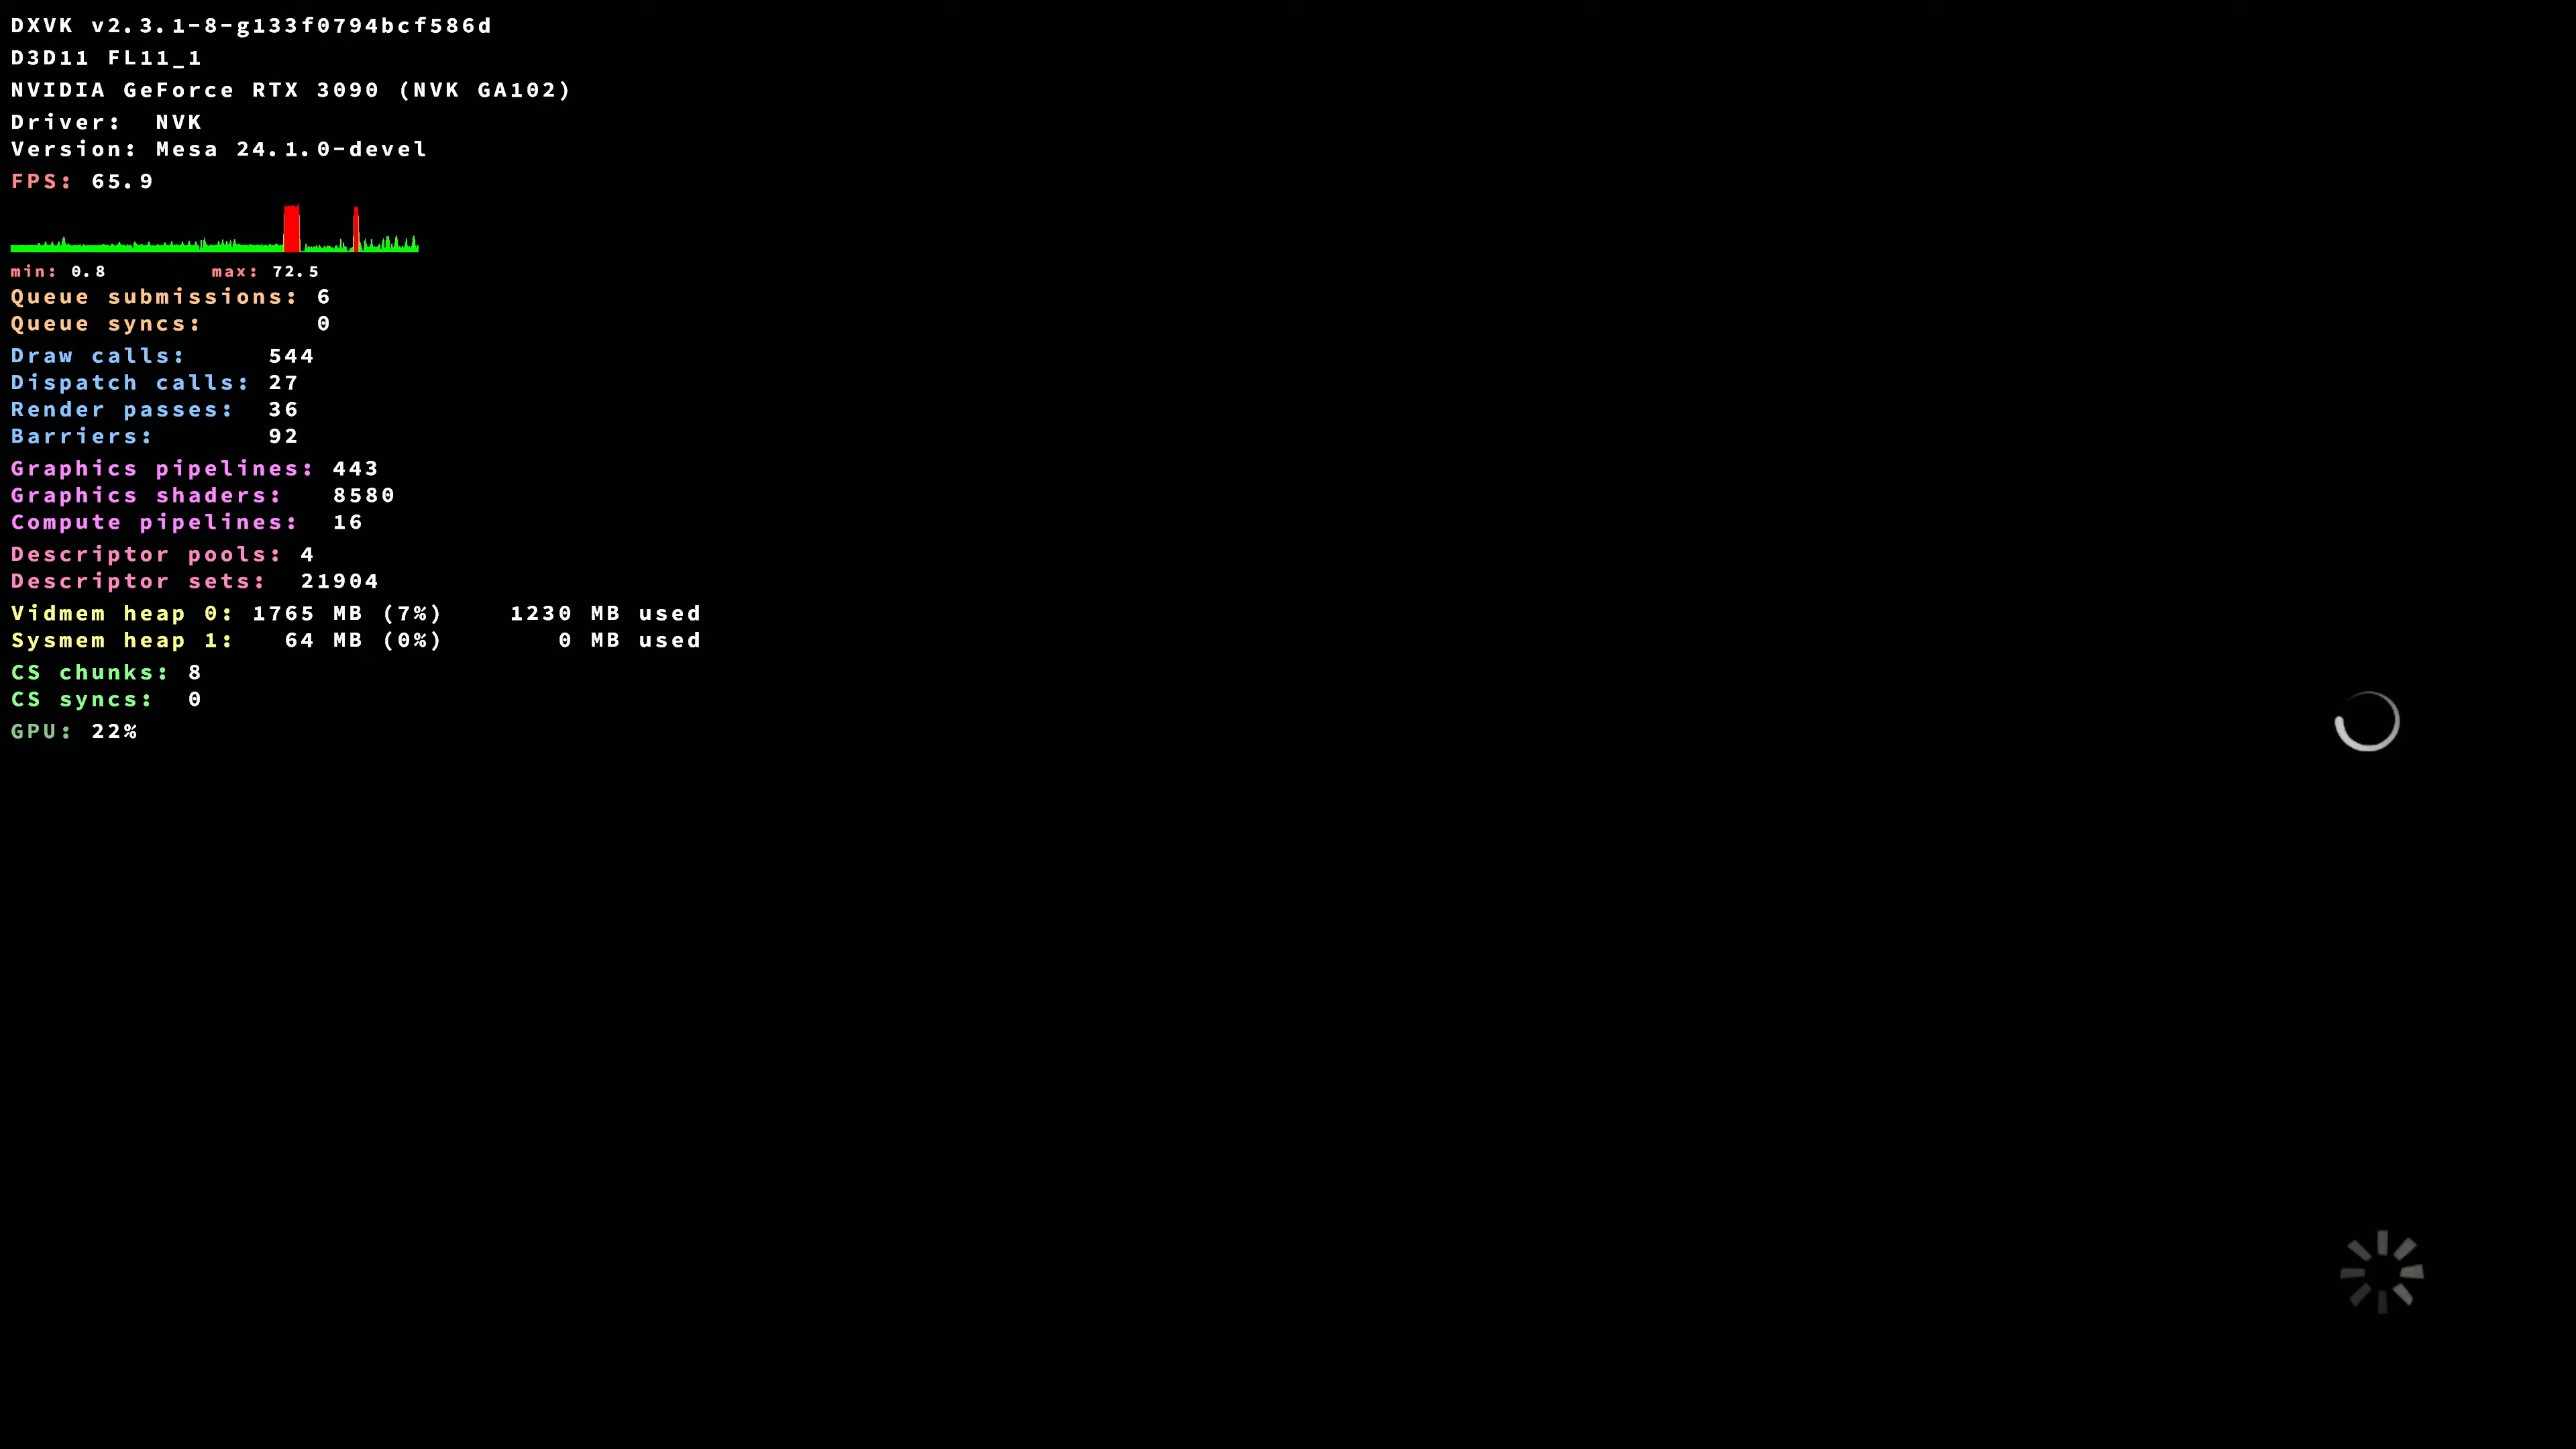 DXVK v2.3.1-8-g133f0794bcf586d
D3D11 FL11_1
NVIDIA GeForce RTX 3090 (NVK GA102)
Driver: NVK
Version: Mesa 24.1.0-devel
FPS: 65.9
min: 0.8 max: 72.5
Queue submissions: 6
Queue syncs: 0
Draw calls: 544
Dispatch calls: 27
Render passes: 36
Barriers: 92
Graphics pipelines: 443
Graphics shaders: 8580
Compute pipelines: 16
Descriptor pools: 4
Descriptor sets: 21904
Vidmem heap 0: 1765 MB (7%) 1230 MB used
Sysmem heap 1: 64 MB (0%) 0 MB used
CS chunks: 8
CS syncs: 0
GPU: 22%